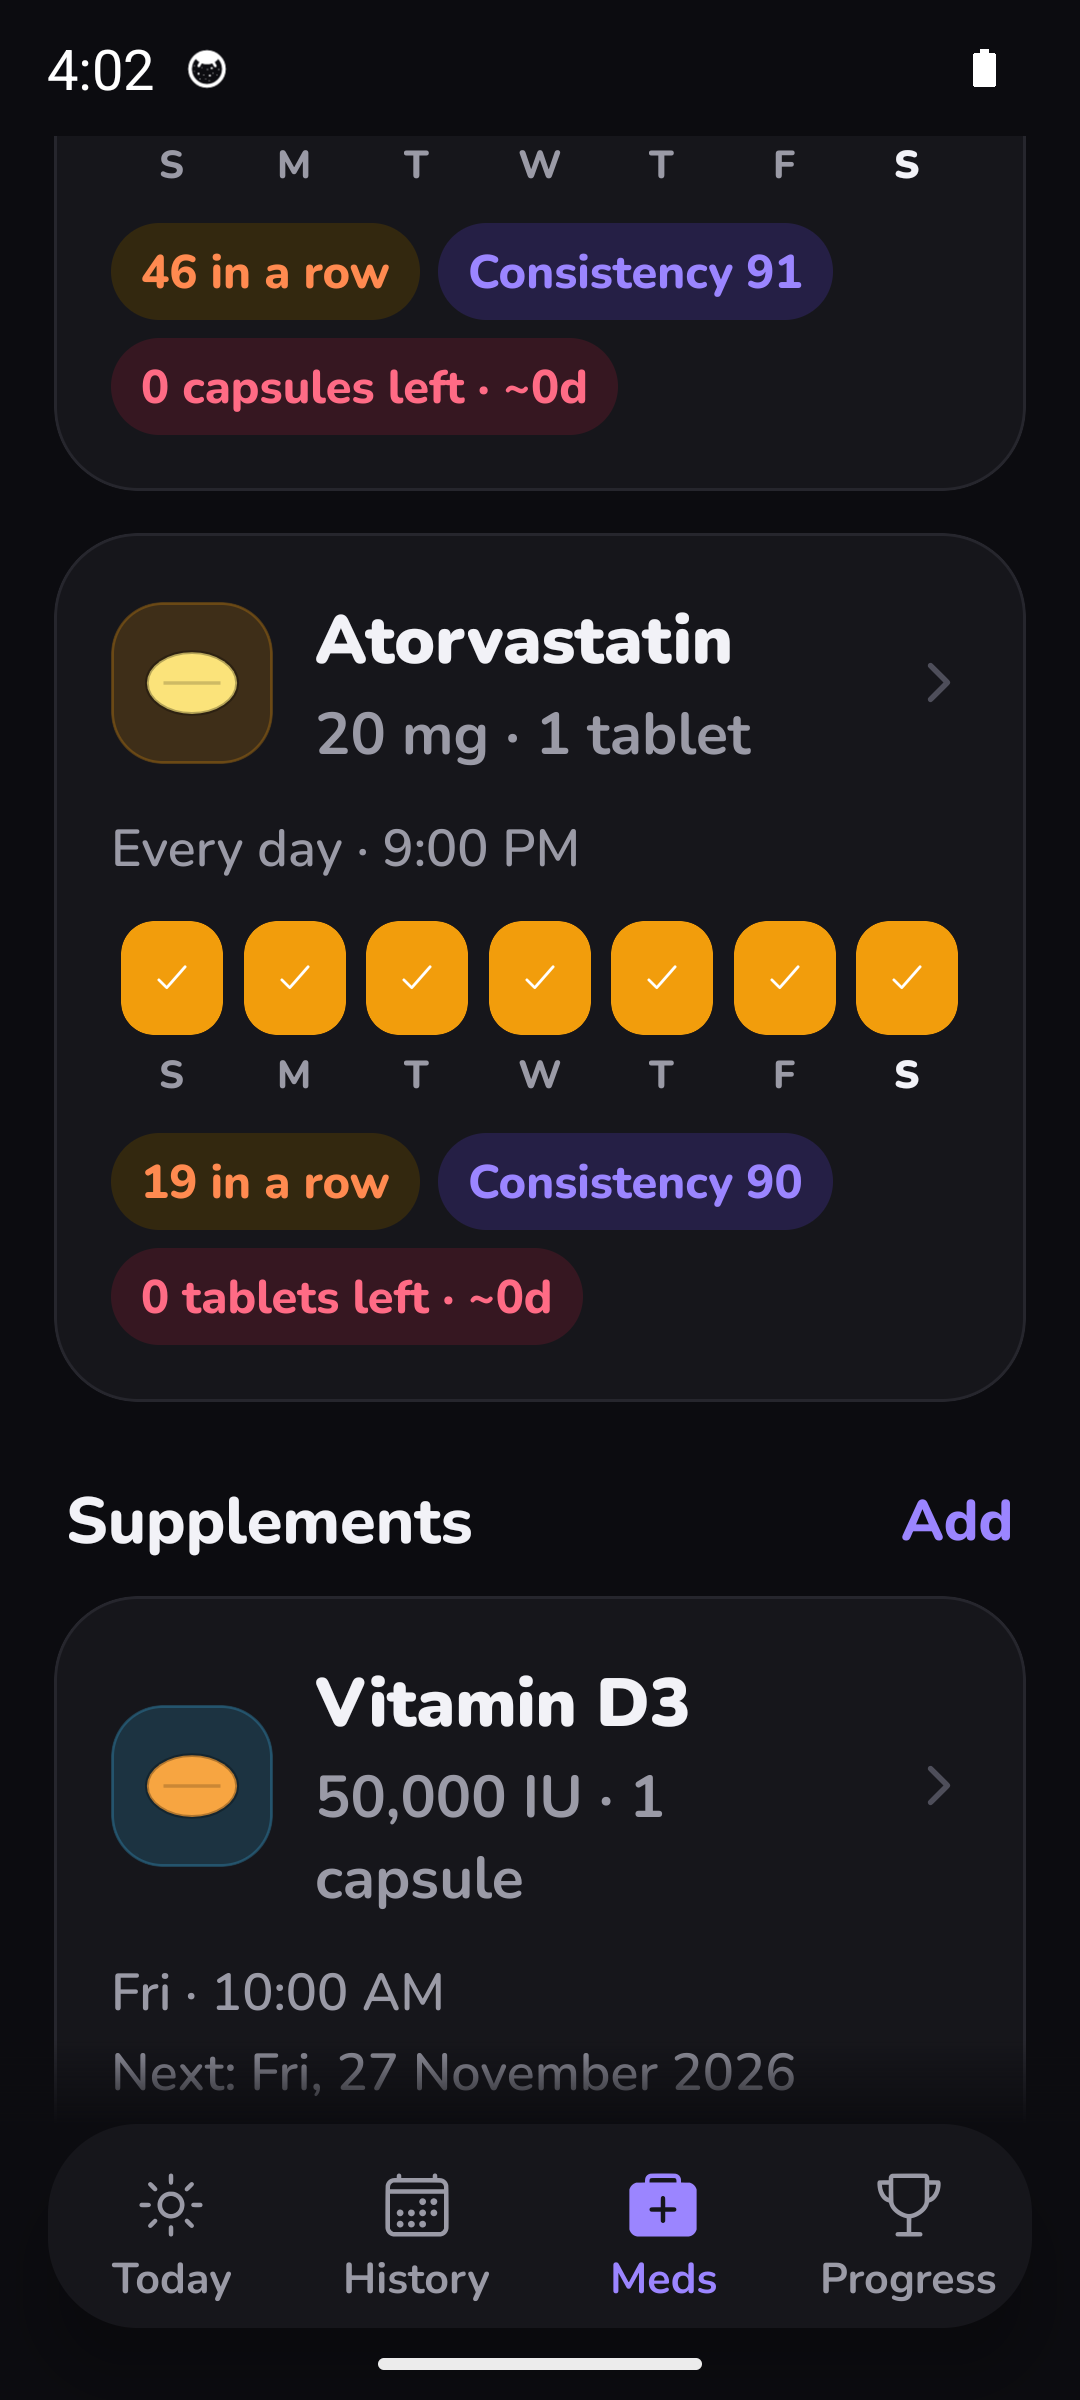 4:02
S M T W T F S
46 in a row Consistency 91
0 capsules left · ~0d
Atorvastatin
20 mg · 1 tablet
Every day · 9:00 PM
S M T W T F S
19 in a row Consistency 90
0 tablets left · ~0d
Supplements Add
Vitamin D3
50,000 IU · 1
capsule
Fri · 10:00 AM
Next: Fri, 27 November 2026
Today History Meds Progress